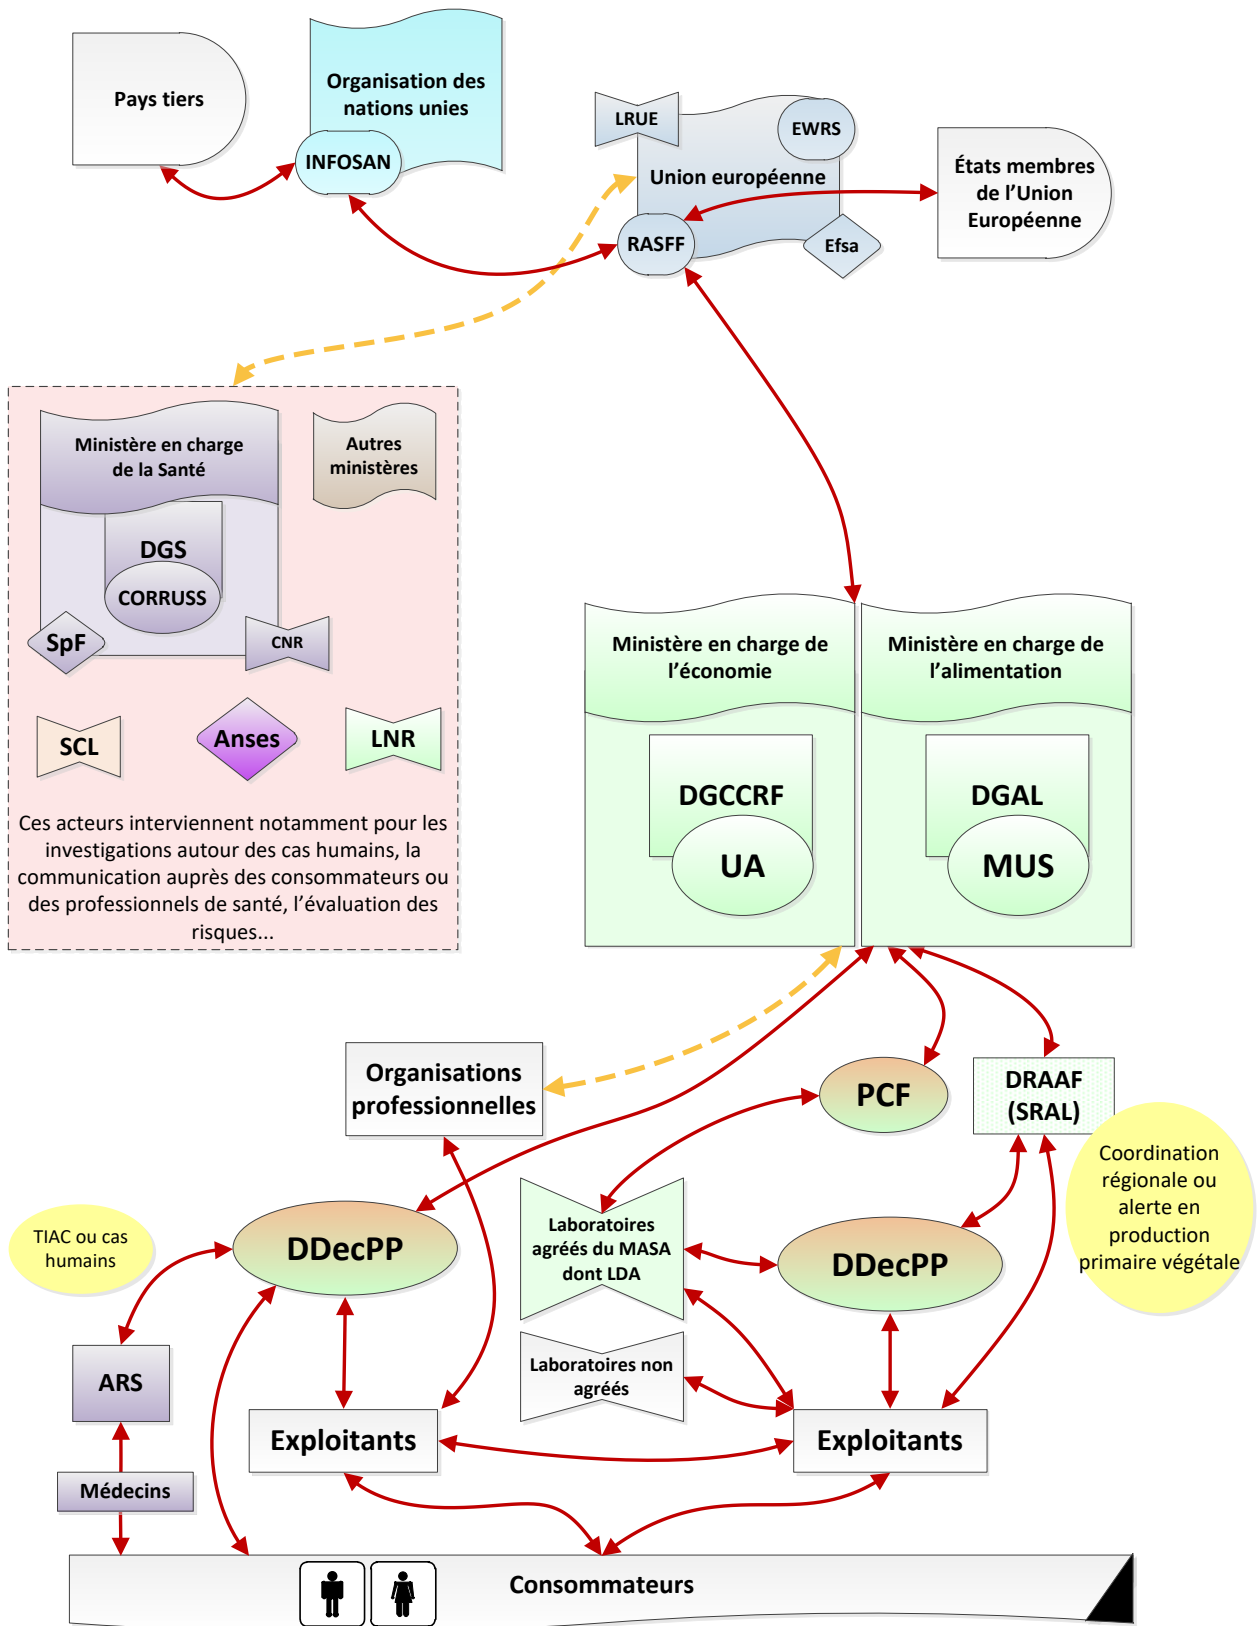 Pays tiers
Organisation des
nations unies
INFOSAN
LRUE
EWRS
Union européenne
RASFF
Efsa
États membres
de l’Union
Européenne
Ministère en charge
de la Santé
Autres
ministères
DGS
CORRUSS
SpF
CNR
SCL
Anses
LNR
Ces acteurs interviennent notamment pour les
investigations autour des cas humains, la
communication auprès des consommateurs ou
des professionnels de santé, l’évaluation des
risques...
Ministère en charge de
l’économie
Ministère en charge de
l’alimentation
DGCCRF
UA
DGAL
MUS
Organisations
professionnelles
PCF
DRAAF
(SRAL)
Coordination
régionale ou
alerte en
production
primaire végétale
TIAC ou cas
humains
DDecPP
Laboratoires
agréés du MASA
dont LDA
DDecPP
ARS
Laboratoires non
agréés
Exploitants
Exploitants
Médecins
Consommateurs